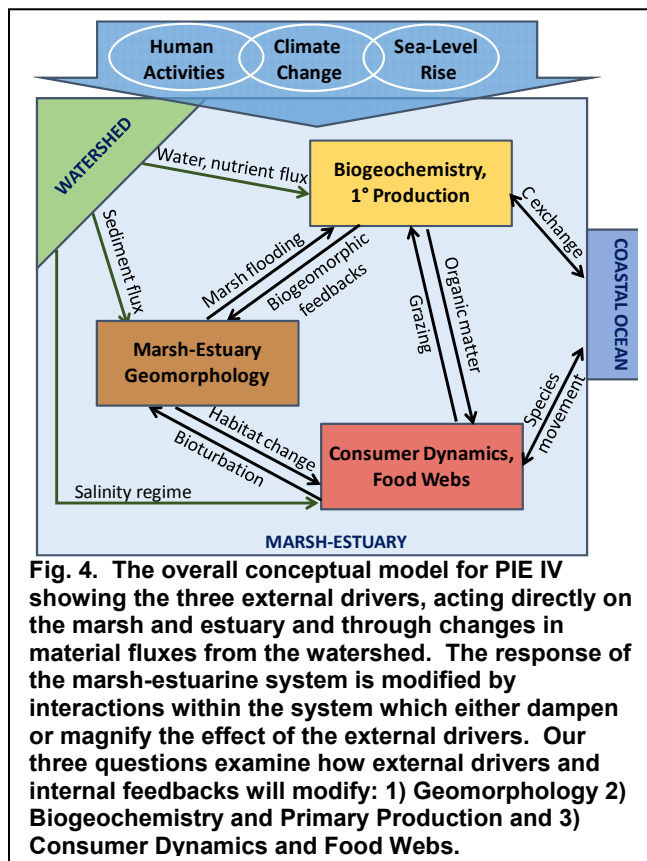 Human
Activities
Climate
Change
Sea-Level
Rise
WATERSHED
Water, nutrient flux
Biogeochemistry,
1° Production
C exchange
COASTAL OCEAN
Sediment flux
Marsh flooding
Biogeomorphic
feedbacks
Grazing
Organic matter
Marsh-Estuary
Geomorphology
Species
movement
Habitat change
Bioturbation
Consumer Dynamics,
Food Webs
Salinity regime
MARSH-ESTUARY
Fig. 4. The overall conceptual model for PIE IV
showing the three external drivers, acting directly on
the marsh and estuary and through changes in
material fluxes from the watershed. The response of
the marsh-estuarine system is modified by
interactions within the system which either dampen
or magnify the effect of the external drivers. Our
three questions examine how external drivers and
internal feedbacks will modify: 1) Geomorphology 2)
Biogeochemistry and Primary Production and 3)
Consumer Dynamics and Food Webs.